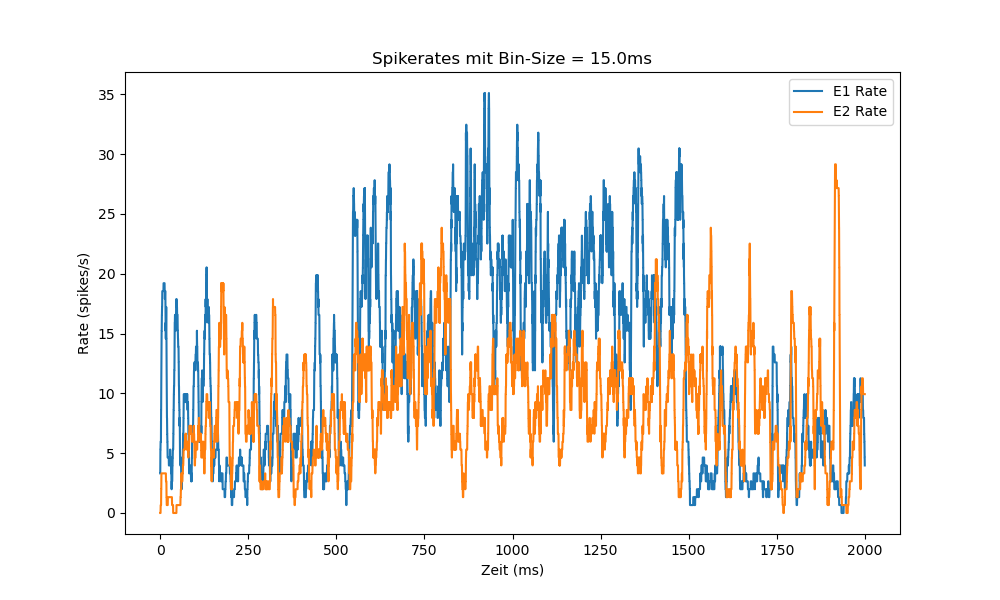 Spikerates mit Bin-Size = 15.0ms
E1 Rate
E2 Rate
Rate (spikes/s)
35
30
25
20
15
10
5
0
0 250 500 750 1000 1250 1500 1750 2000
Zeit (ms)